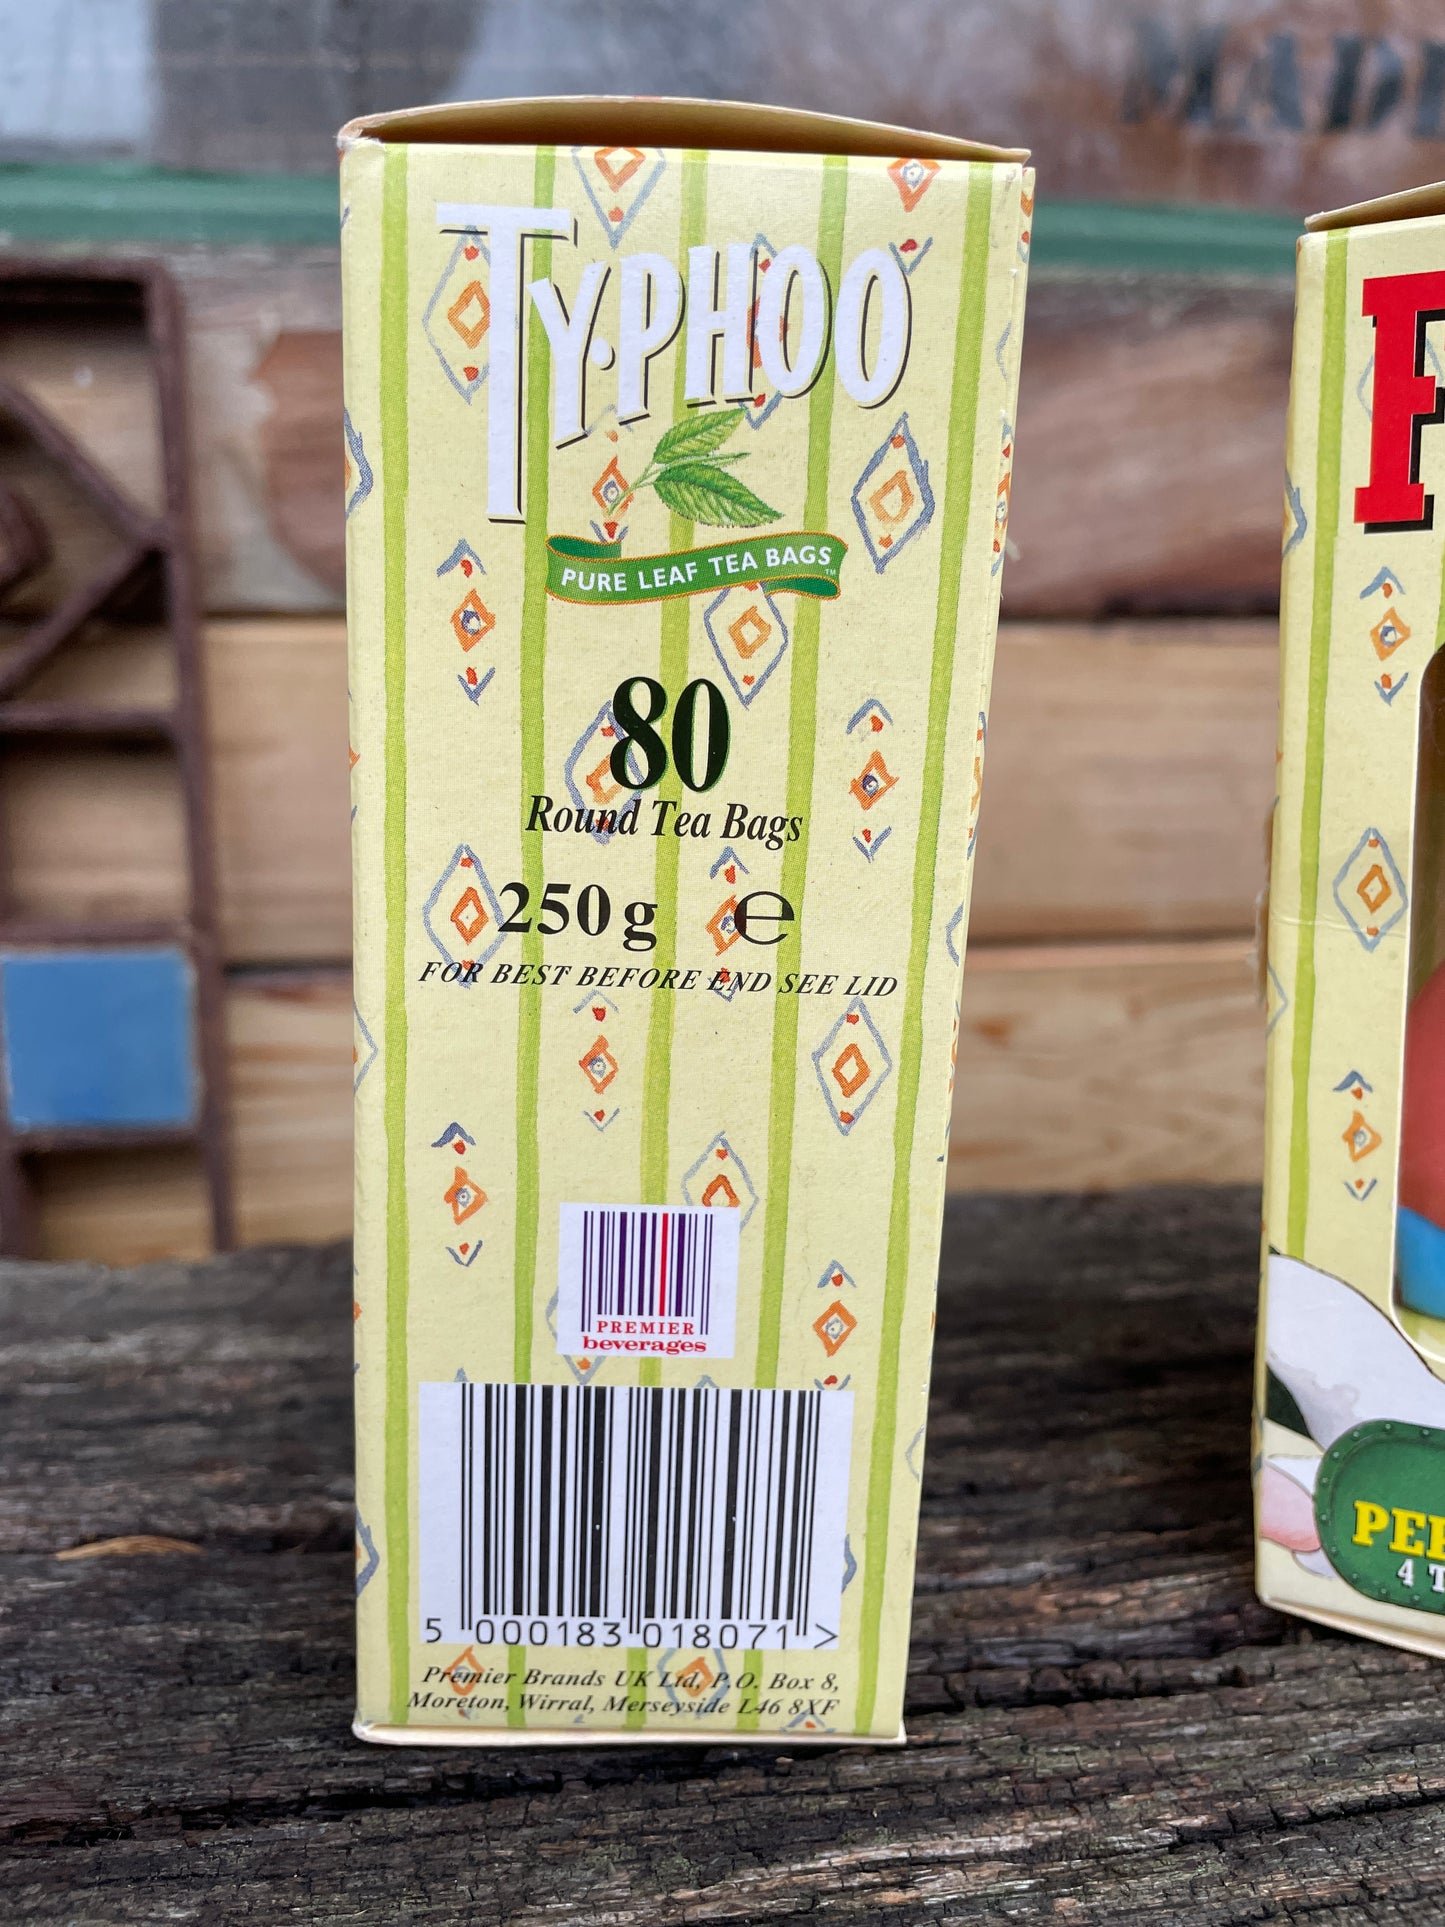 TY·PHOO
PURE LEAF TEA BAGS™
80
Round Tea Bags
250g e
FOR BEST BEFORE END SEE LID
PREMIER
beverages
5 000183 018071 >
Premier Brands UK Ltd, P.O. Box 8,
Moreton, Wirral, Merseyside L46 8XF